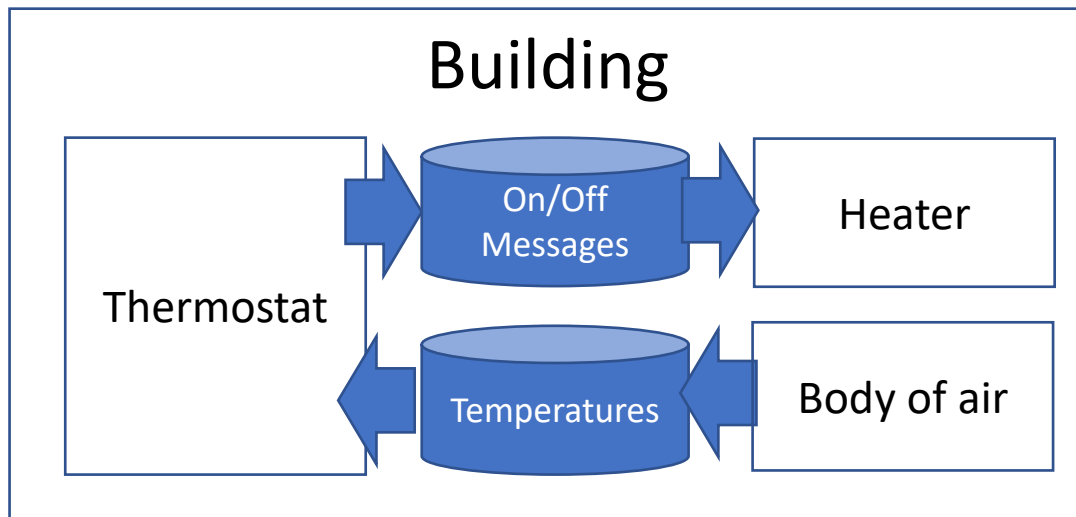 Building
Thermostat
On/Off
Messages
Heater
Temperatures
Body of air